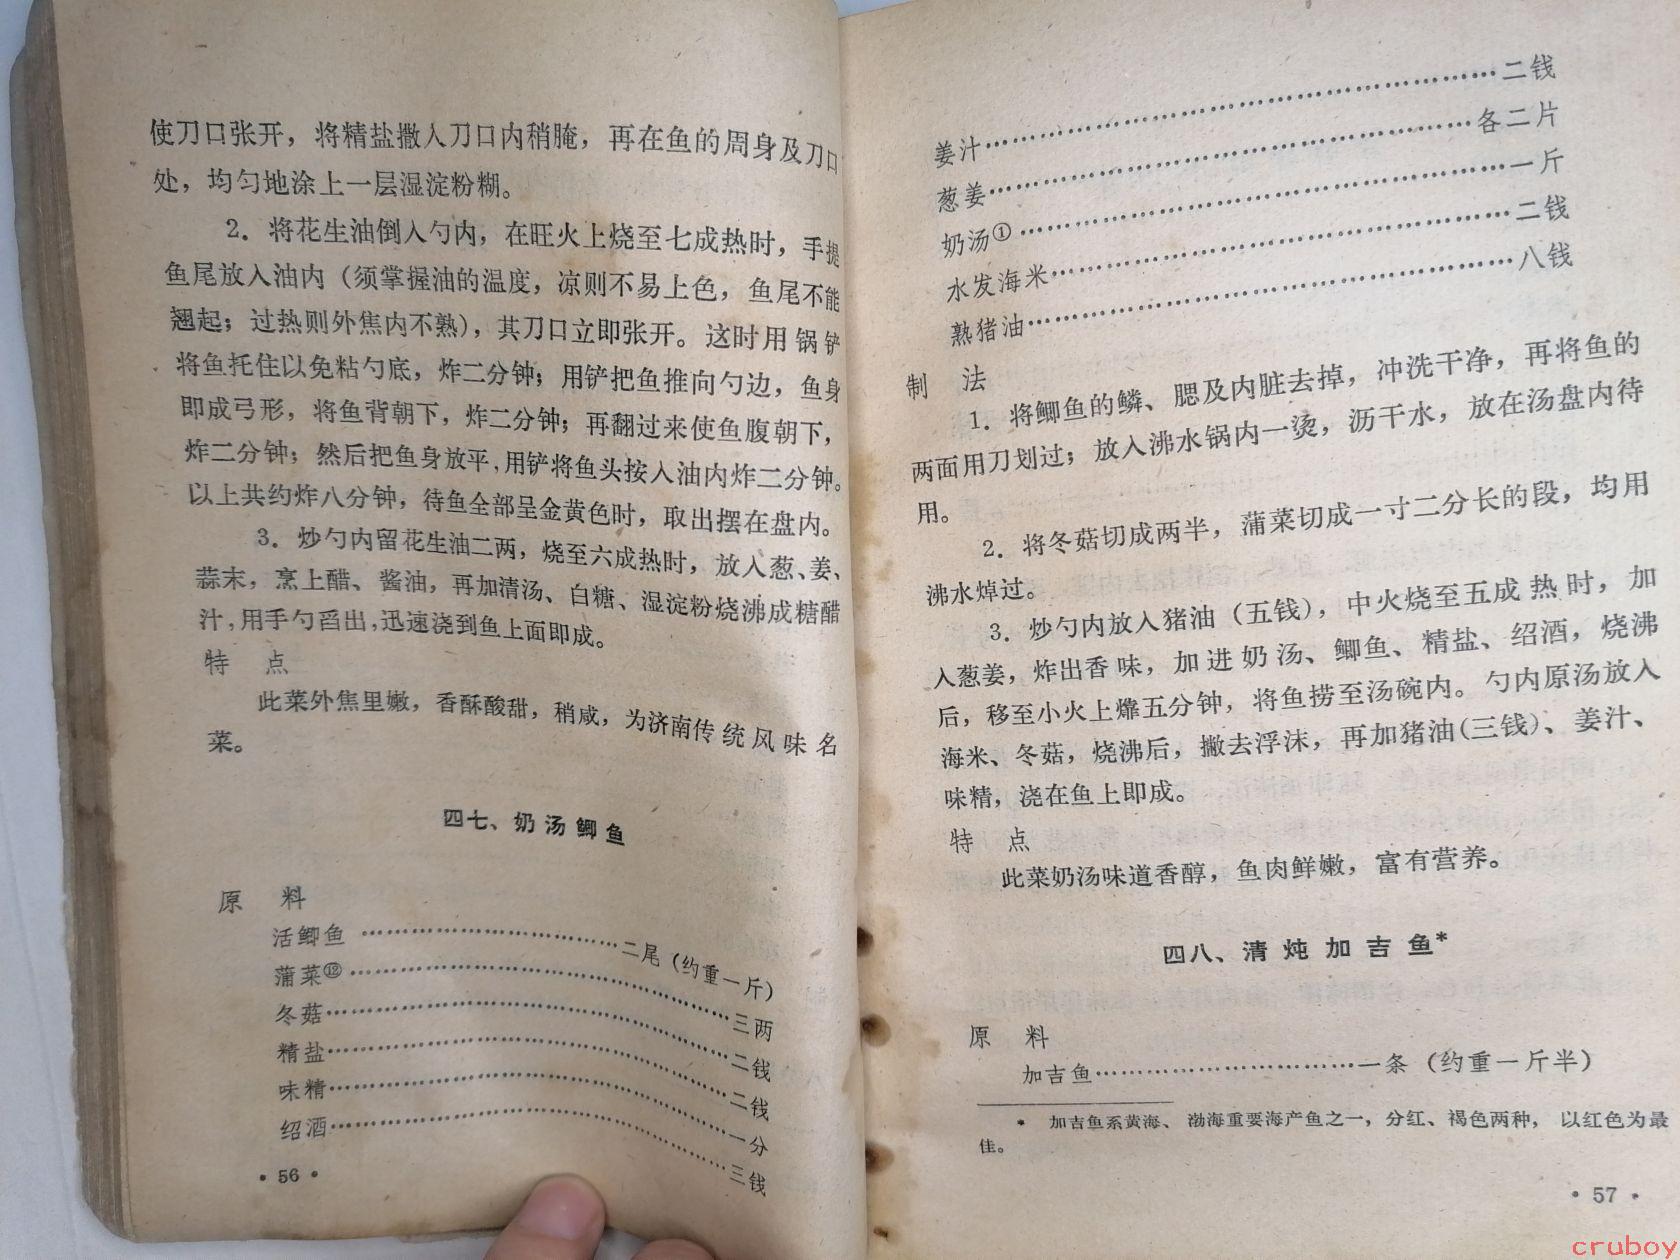 使刀口张开，将精盐撒入刀口内稍腌，再在鱼的周身及刀口
处，均匀地涂上一层湿淀粉糊。
2．将花生油倒入勺内，在旺火上烧至七成热时，手提
鱼尾放入油内（须掌握油的温度，凉则不易上色，鱼尾不能
翘起；过热则外焦内不熟），其刀口立即张开。这时用锅铲
将鱼托住以免粘勺底，炸二分钟；用铲把鱼推向勺边，鱼身
即成弓形，将鱼背朝下，炸二分钟；再翻过来使鱼腹朝下，
炸二分钟；然后把鱼身放平，用铲将鱼头按入油内炸二分钟。
以上共约炸八分钟，待鱼全部呈金黄色时，取出摆在盘内。
3．炒勺内留花生油二两，烧至六成热时，放入葱、姜、
蒜末，烹上醋、酱油，再加清汤、白糖、湿淀粉烧沸成糖醋
汁，用手勺舀出，迅速浇到鱼上面即成。
特　点
此菜外焦里嫩，香酥酸甜，稍咸，为济南传统风味名
菜。
四七、奶汤鲫鱼
原　料
活鲫鱼……………………二尾（约重一斤）
蒲菜⑫……………………三两
冬菇……………………二钱
精盐……………………二钱
味精……………………一分
绍酒……………………三钱
• 56 •
姜汁……………………二钱
葱姜……………………各二片
奶汤①……………………一斤
水发海米……………………二钱
熟猪油……………………八钱
制　法
1．将鲫鱼的鳞、腮及内脏去掉，冲洗干净，再将鱼的
两面用刀划过；放入沸水锅内一烫，沥干水，放在汤盘内待
用。
2．将冬菇切成两半，蒲菜切成一寸二分长的段，均用
沸水焯过。
3．炒勺内放入猪油（五钱），中火烧至五成热时，加
入葱姜，炸出香味，加进奶汤、鲫鱼、精盐、绍酒，烧沸
后，移至小火上㸆五分钟，将鱼捞至汤碗内。勺内原汤放入
海米、冬菇，烧沸后，撇去浮沫，再加猪油（三钱）、姜汁、
味精，浇在鱼上即成。
特　点
此菜奶汤味道香醇，鱼肉鲜嫩，富有营养。
四八、清炖加吉鱼*
原　料
加吉鱼……………………一条（约重一斤半）
* 加吉鱼系黄海、渤海重要海产鱼之一，分红、褐色两种，以红色为最
佳。
• 57 •
cruboy